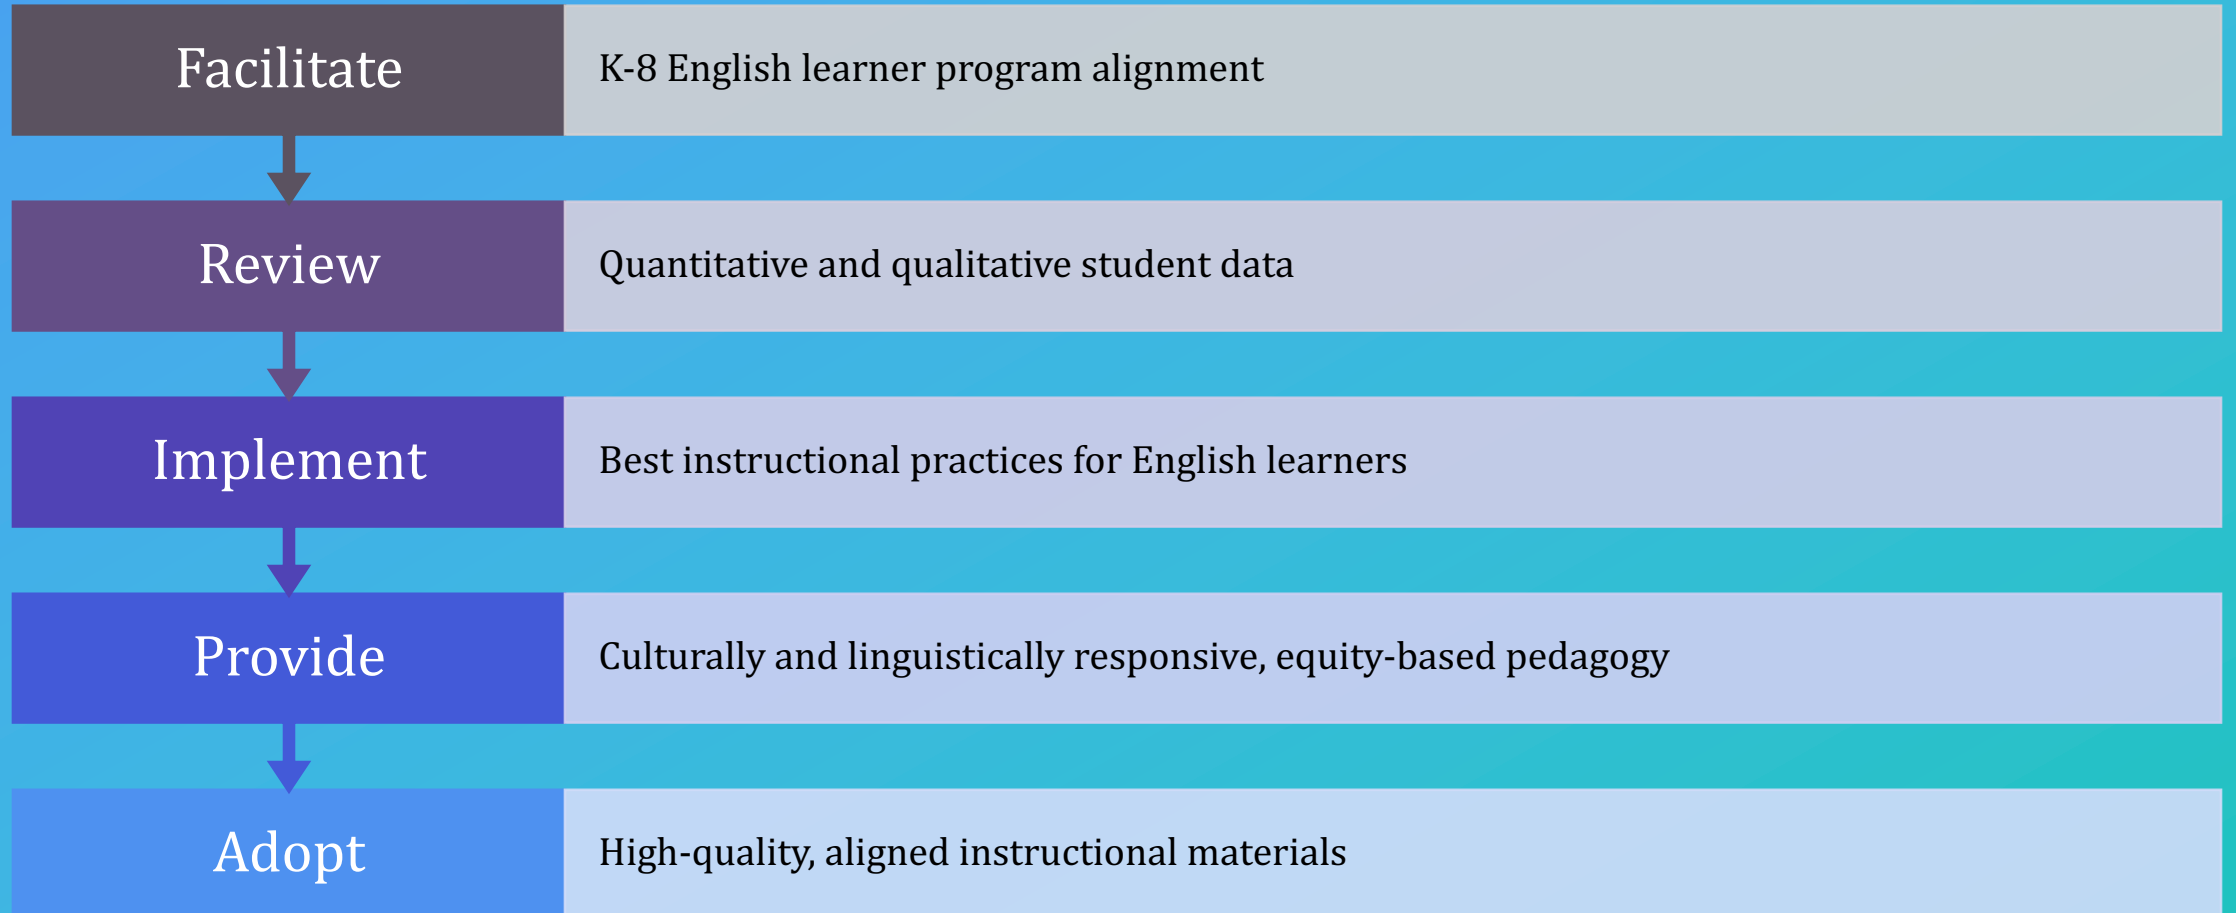 Facilitate
K-8 English learner program alignment
Review
Quantitative and qualitative student data
Implement
Best instructional practices for English learners
Provide
Culturally and linguistically responsive, equity-based pedagogy
Adopt
High-quality, aligned instructional materials